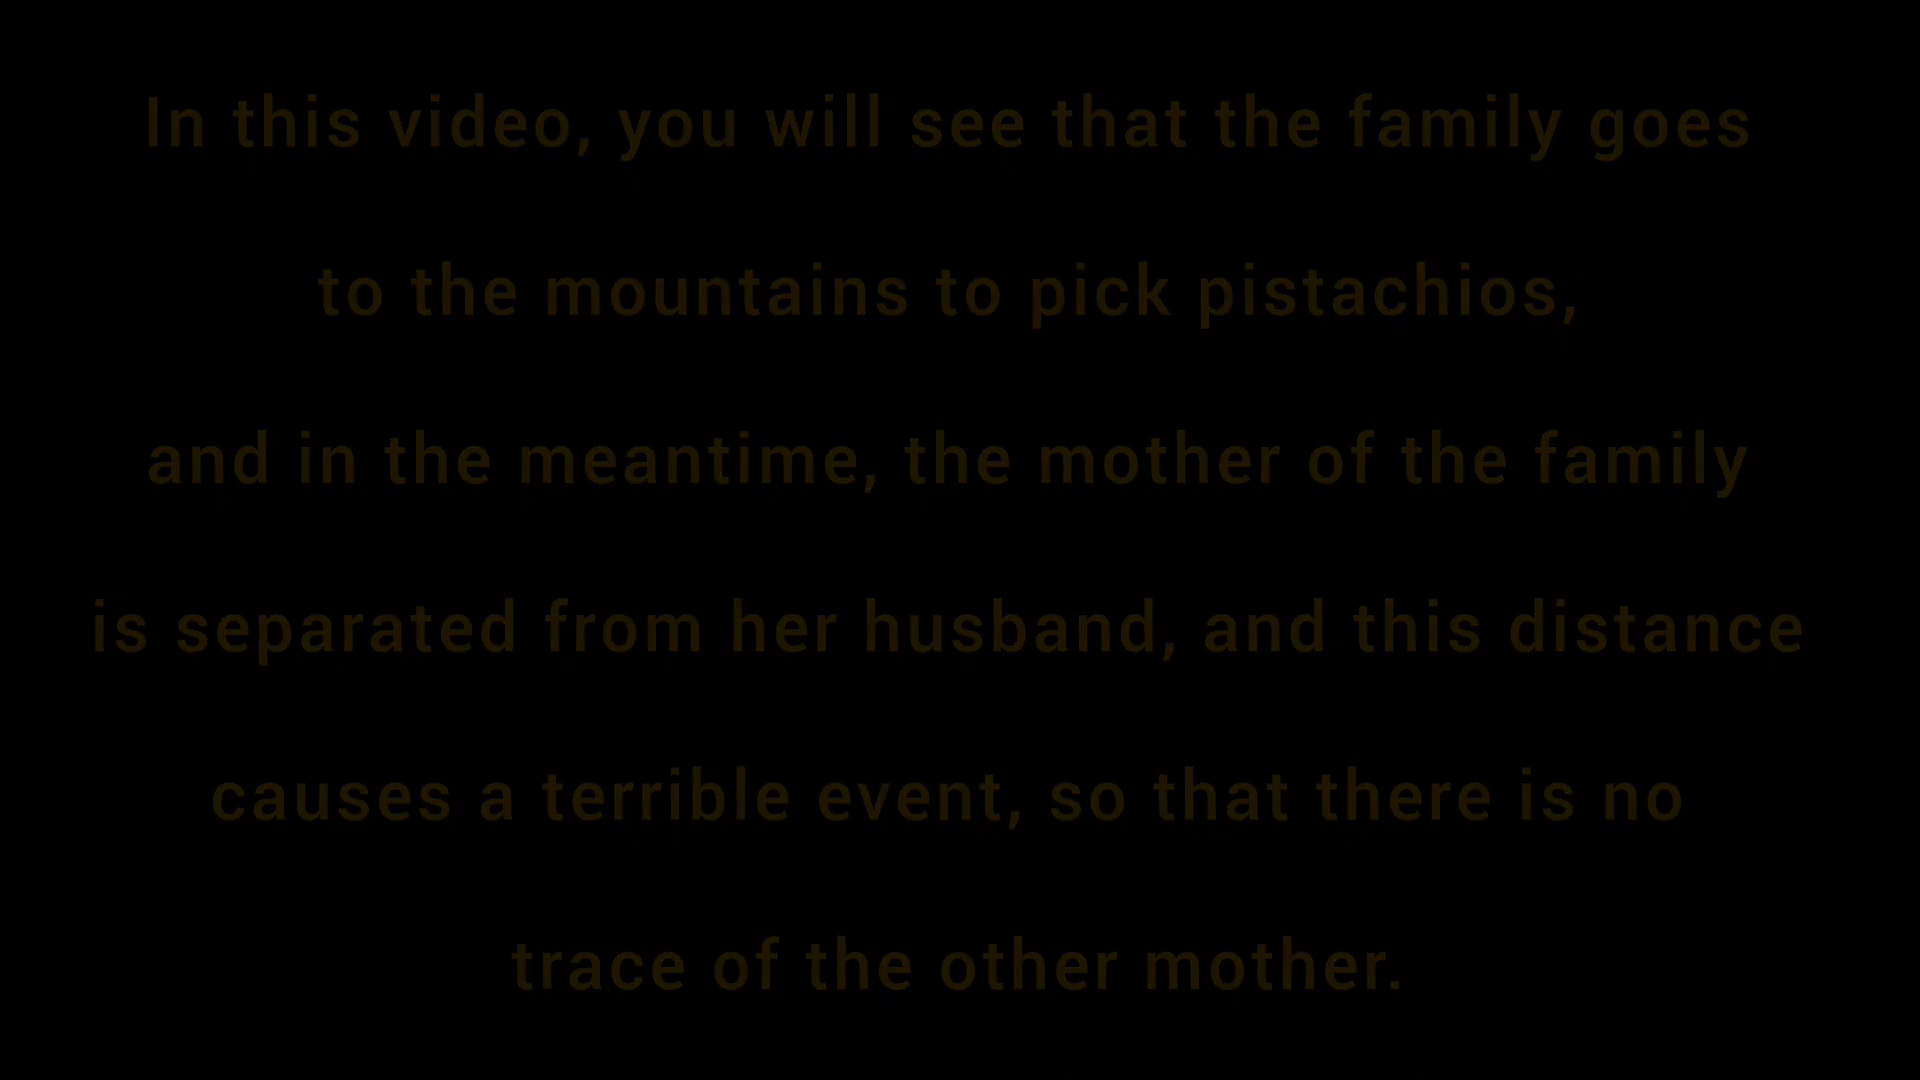 In this video, you will see that the family goes
to the mountains to pick pistachios,
and in the meantime, the mother of the family
is separated from her husband, and this distance
causes a terrible event, so that there is no
trace of the other mother.